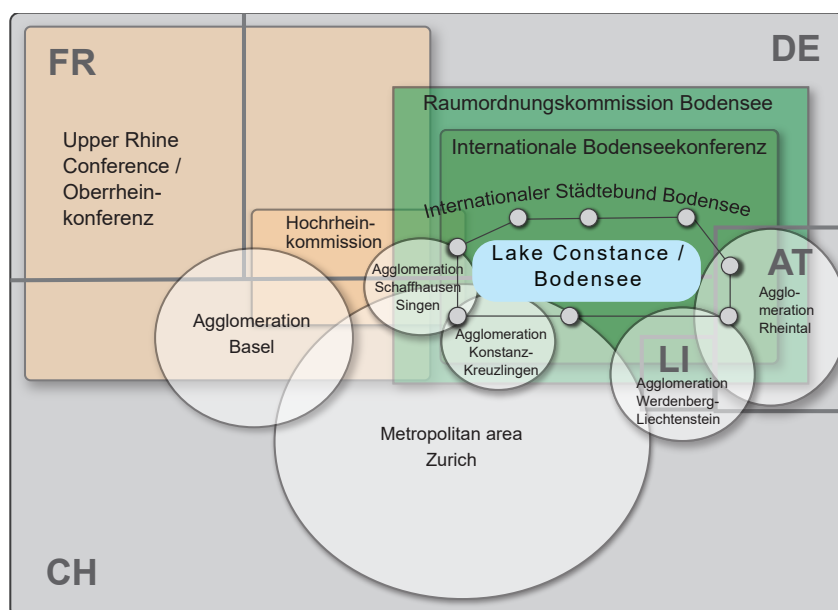 FR
DE
Raumordnungskommission Bodensee
Upper Rhine
Conference /
Oberrhein-
konferenz
Internationale Bodenseekonferenz
Internationaler Städtebund Bodensee
Hochrhein-
kommission
Lake Constance /
Bodensee
Agglomeration
Schaffhausen
Singen
AT
Agglo-
meration
Rheintal
Agglomeration
Basel
Agglomeration
Konstanz-
Kreuzlingen
LI
Agglomeration
Werdenberg-
Liechtenstein
Metropolitan area
Zurich
CH